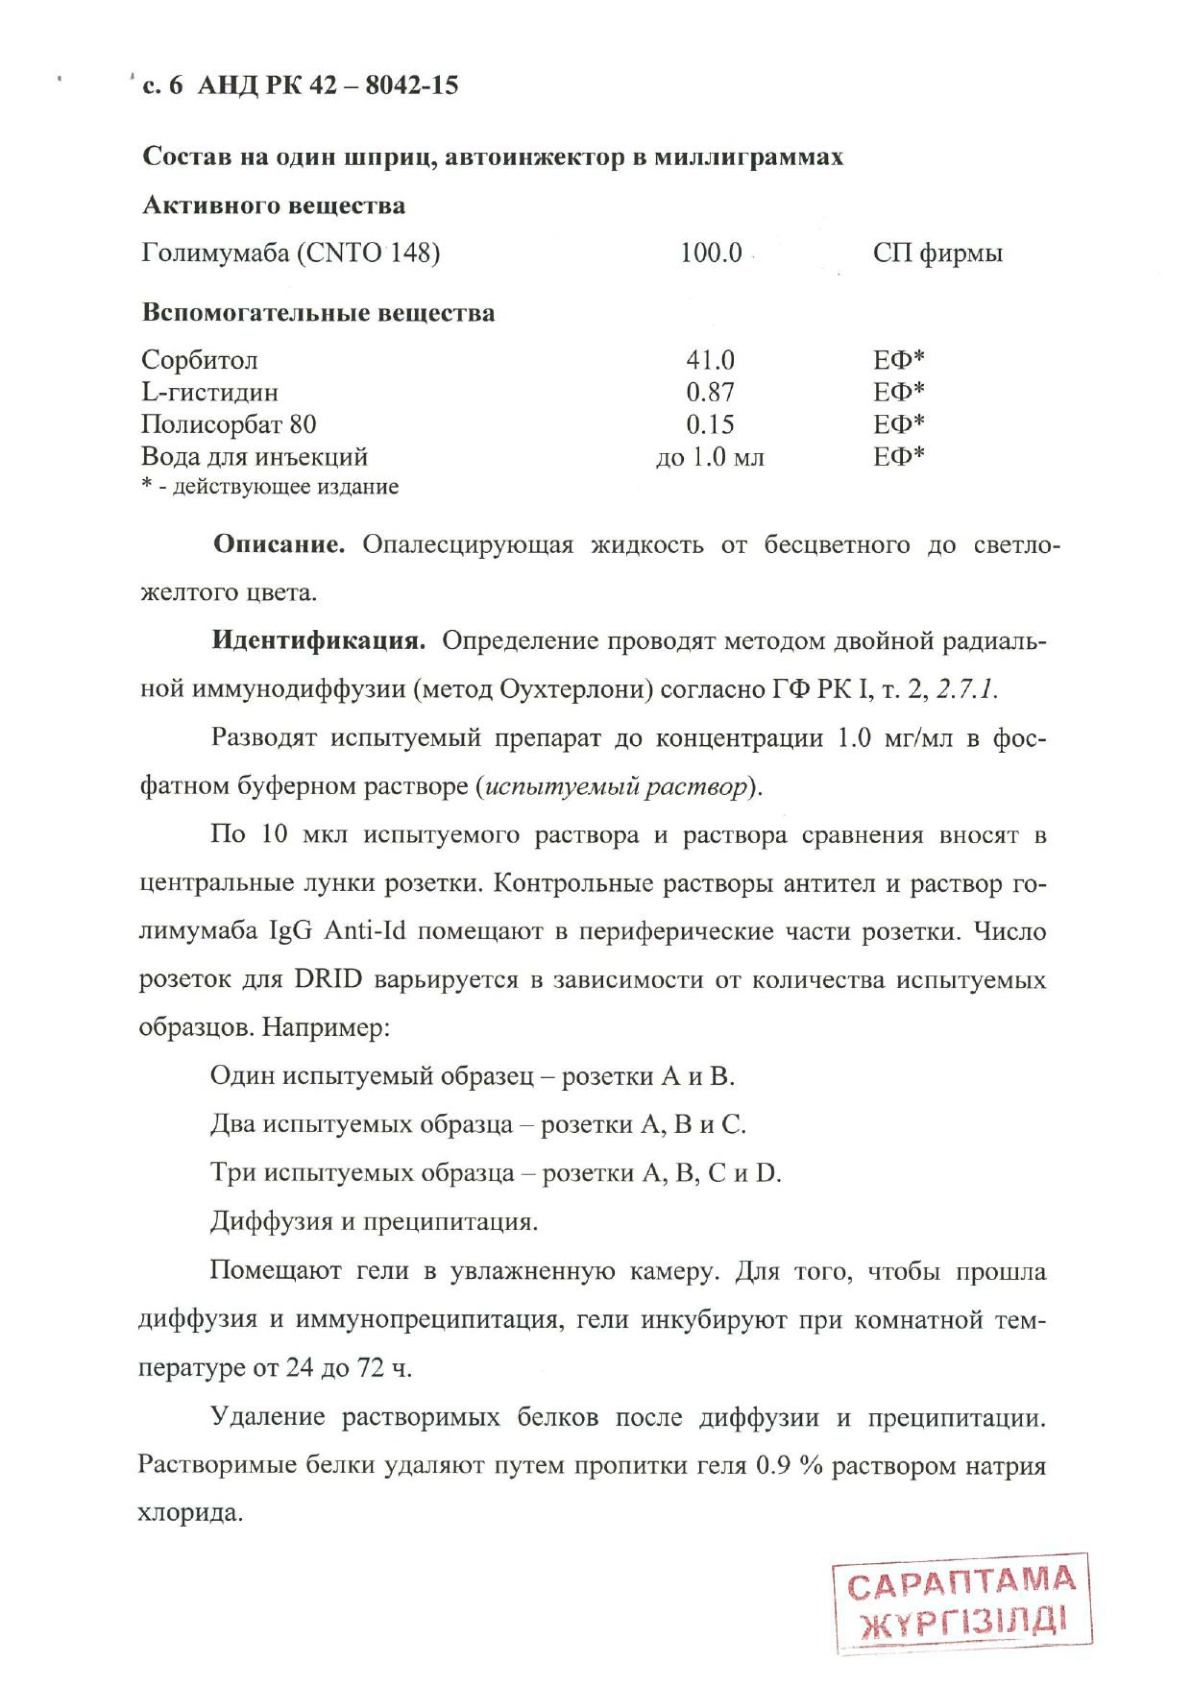 с. 6 АНД РК 42 – 8042-15
Состав на один шприц, автоинжектор в миллиграммах
Активного вещества
Голимумаба (CNTO 148) 100.0 СП фирмы
Вспомогательные вещества
Сорбитол 41.0 ЕФ*
L-гистидин 0.87 ЕФ*
Полисорбат 80 0.15 ЕФ*
Вода для инъекций до 1.0 мл ЕФ*
* - действующее издание
Описание. Опалесцирующая жидкость от бесцветного до светло-
желтого цвета.
Идентификация. Определение проводят методом двойной радиаль-
ной иммунодиффузии (метод Оухтерлони) согласно ГФ РК I, т. 2, 2.7.1.
Разводят испытуемый препарат до концентрации 1.0 мг/мл в фос-
фатном буферном растворе (испытуемый раствор).
По 10 мкл испытуемого раствора и раствора сравнения вносят в
центральные лунки розетки. Контрольные растворы антител и раствор го-
лимумаба IgG Anti-Id помещают в периферические части розетки. Число
розеток для DRID варьируется в зависимости от количества испытуемых
образцов. Например:
Один испытуемый образец – розетки А и В.
Два испытуемых образца – розетки А, В и С.
Три испытуемых образца – розетки А, В, С и D.
Диффузия и преципитация.
Помещают гели в увлажненную камеру. Для того, чтобы прошла
диффузия и иммунопреципитация, гели инкубируют при комнатной тем-
пературе от 24 до 72 ч.
Удаление растворимых белков после диффузии и преципитации.
Растворимые белки удаляют путем пропитки геля 0.9 % раствором натрия
хлорида.
САРАПТАМА
ЖҮРГІЗІЛДІ